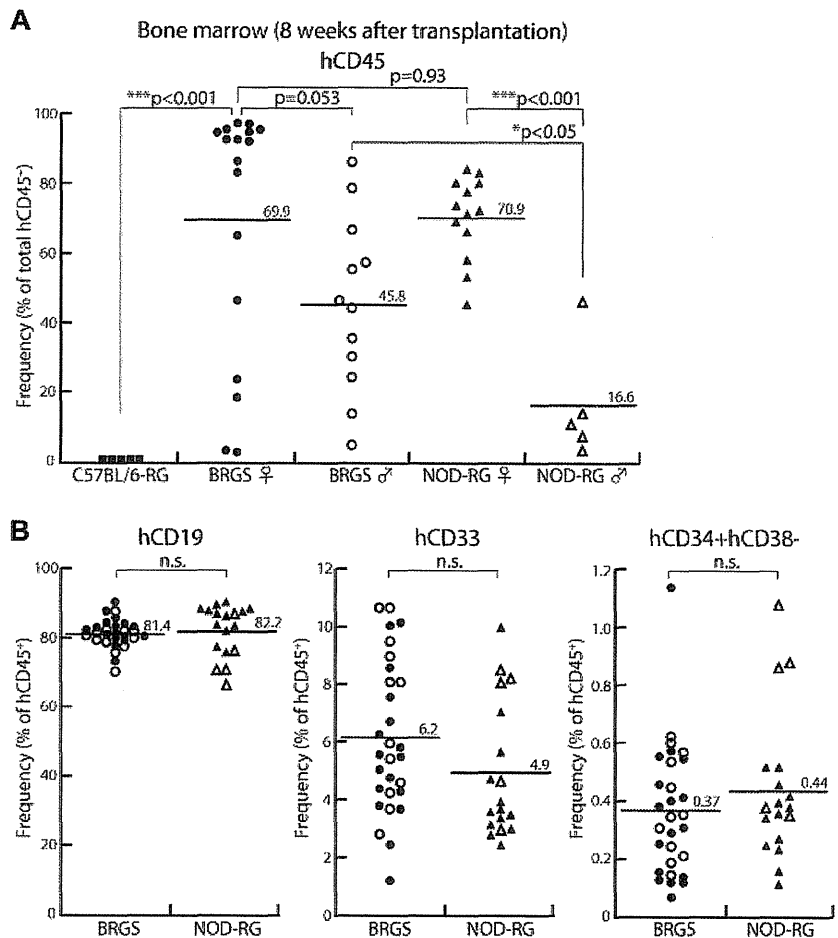 A
Bone marrow (8 weeks after transplantation)
hCD45
p=0.93
***p<0.001
p=0.053
***p<0.001
*p<0.05
Frequency (% of total hCD45⁺)
100
80
60
40
20
0
69.9
45.8
70.9
16.6
C57BL/6-RG
BRGS ♀
BRGS ♂
NOD-RG ♀
NOD-RG ♂
B
hCD19
n.s.
Frequency (% of hCD45⁺)
100
80
60
40
20
0
81.4
82.2
BRGS
NOD-RG
hCD33
n.s.
Frequency (% of hCD45⁺)
12
10
8
6
4
2
0
6.2
4.9
BRGS
NOD-RG
hCD34+hCD38-
n.s.
Frequency (% of hCD45⁺)
1.2
1.0
0.8
0.6
0.4
0.2
0
0.37
0.44
BRGS
NOD-RG